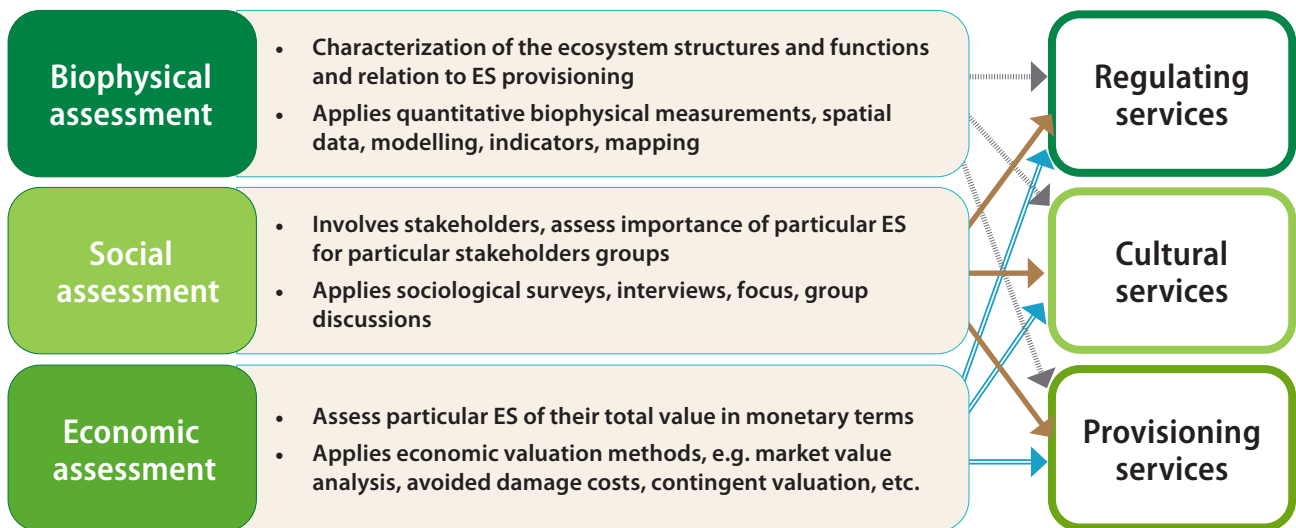 Biophysical
assessment
• Characterization of the ecosystem structures and functions
and relation to ES provisioning
• Applies quantitative biophysical measurements, spatial
data, modelling, indicators, mapping
Regulating
services
Social
assessment
• Involves stakeholders, assess importance of particular ES
for particular stakeholders groups
• Applies sociological surveys, interviews, focus, group
discussions
Cultural
services
Economic
assessment
• Assess particular ES of their total value in monetary terms
• Applies economic valuation methods, e.g. market value
analysis, avoided damage costs, contingent valuation, etc.
Provisioning
services